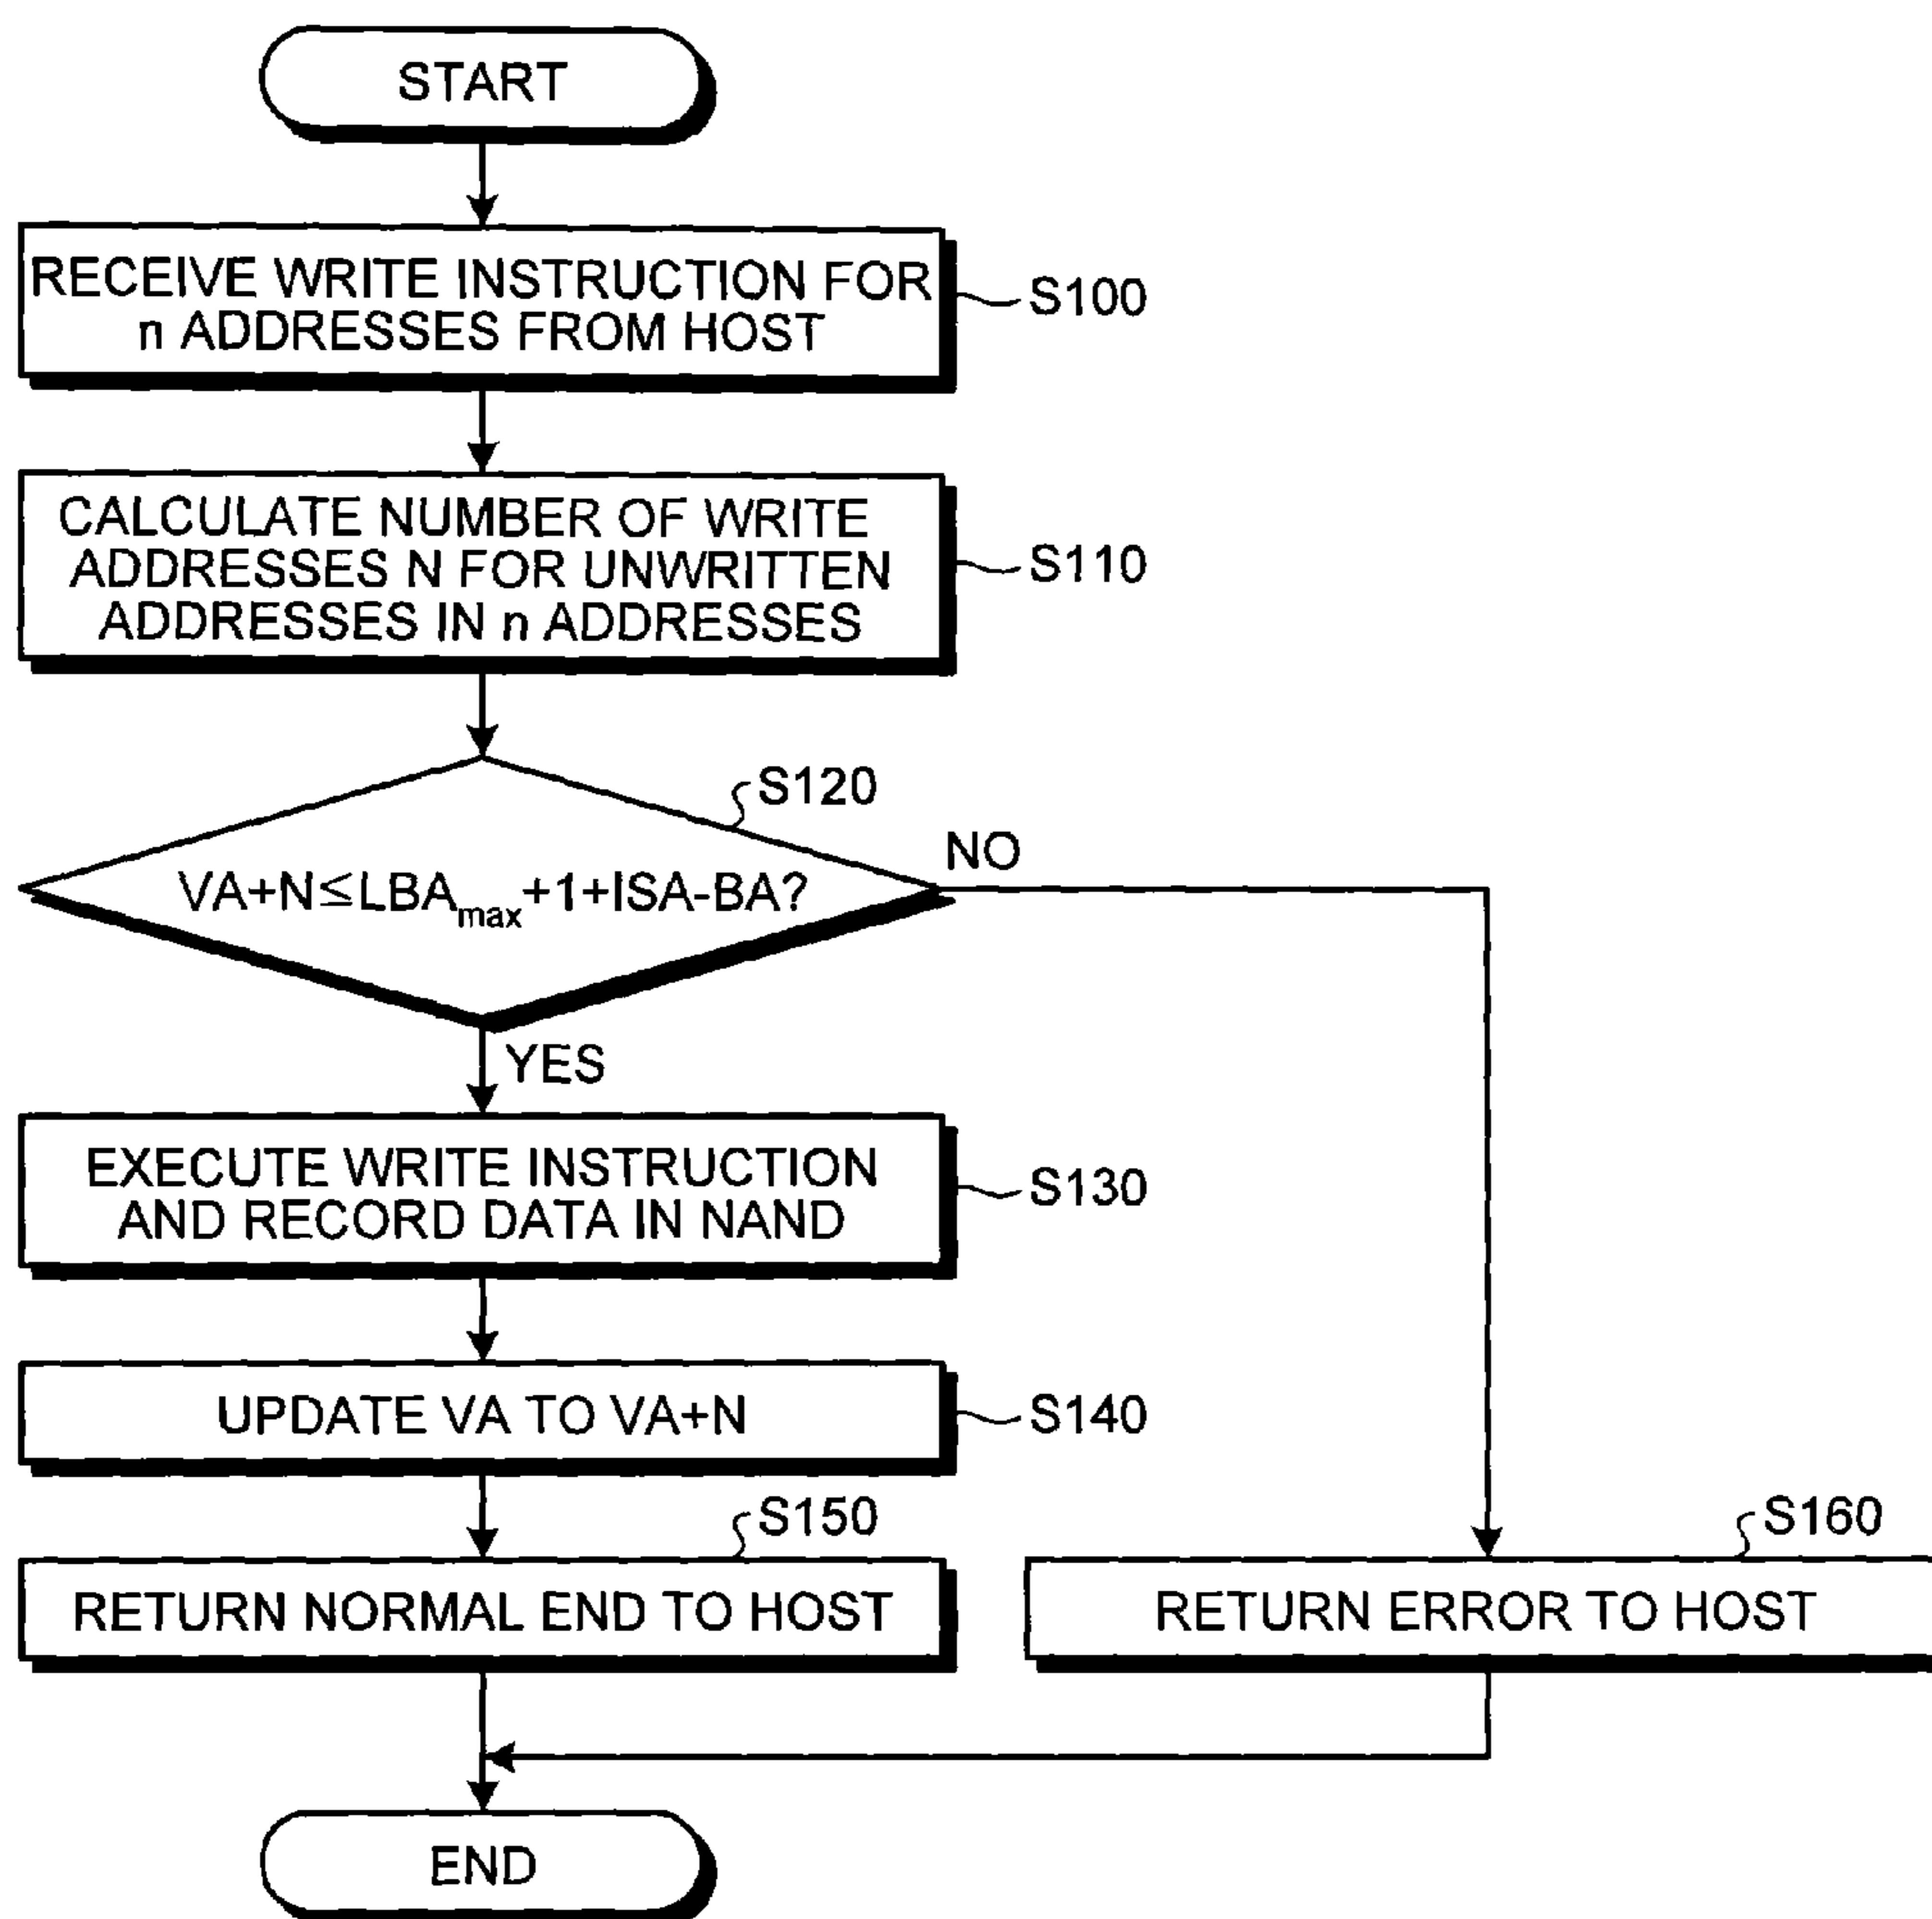 START
RECEIVE WRITE INSTRUCTION FOR
n ADDRESSES FROM HOST
S100
CALCULATE NUMBER OF WRITE
ADDRESSES N FOR UNWRITTEN
ADDRESSES IN n ADDRESSES
S110
S120
VA+N≦LBAmax+1+ISA-BA?
NO
YES
EXECUTE WRITE INSTRUCTION
AND RECORD DATA IN NAND
S130
UPDATE VA TO VA+N
S140
S150
RETURN NORMAL END TO HOST
S160
RETURN ERROR TO HOST
END